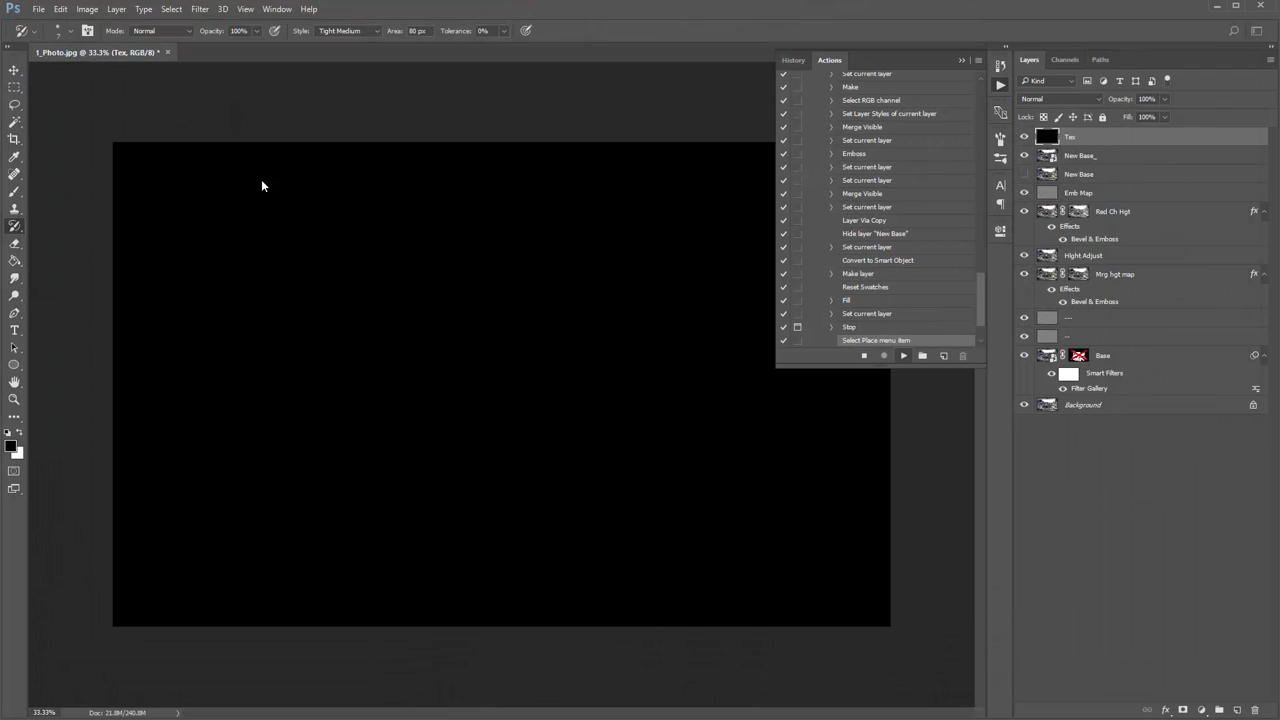 Ps File Edit Image Layer Type Select Filter 3D View Window Help
7 Mode: Normal Opacity: 100% Style: Tight Medium Area: 80 px Tolerance: 0%
1_Photo.jpg @ 33.3% (Tex, RGB/8) * ×
History Actions
Set current layer
Make
Select RGB channel
Set Layer Styles of current layer
Merge Visible
Set current layer
Emboss
Set current layer
Set current layer
Merge Visible
Set current layer
Layer Via Copy
Hide layer "New Base"
Set current layer
Convert to Smart Object
Make layer
Reset Swatches
Fill
Set current layer
Stop
Select Place menu item
Layers Channels Paths
Kind
Normal Opacity: 100%
Lock: Fill: 100%
Tex
New Base_
New Base
Emb Map
Red Ch Hgt fx
Effects
Bevel & Emboss
Hight Adjust
Mrg hgt map fx
Effects
Bevel & Emboss
---
--
Base
Smart Filters
Filter Gallery
Background
33.33% Doc: 21.8M/240.8M